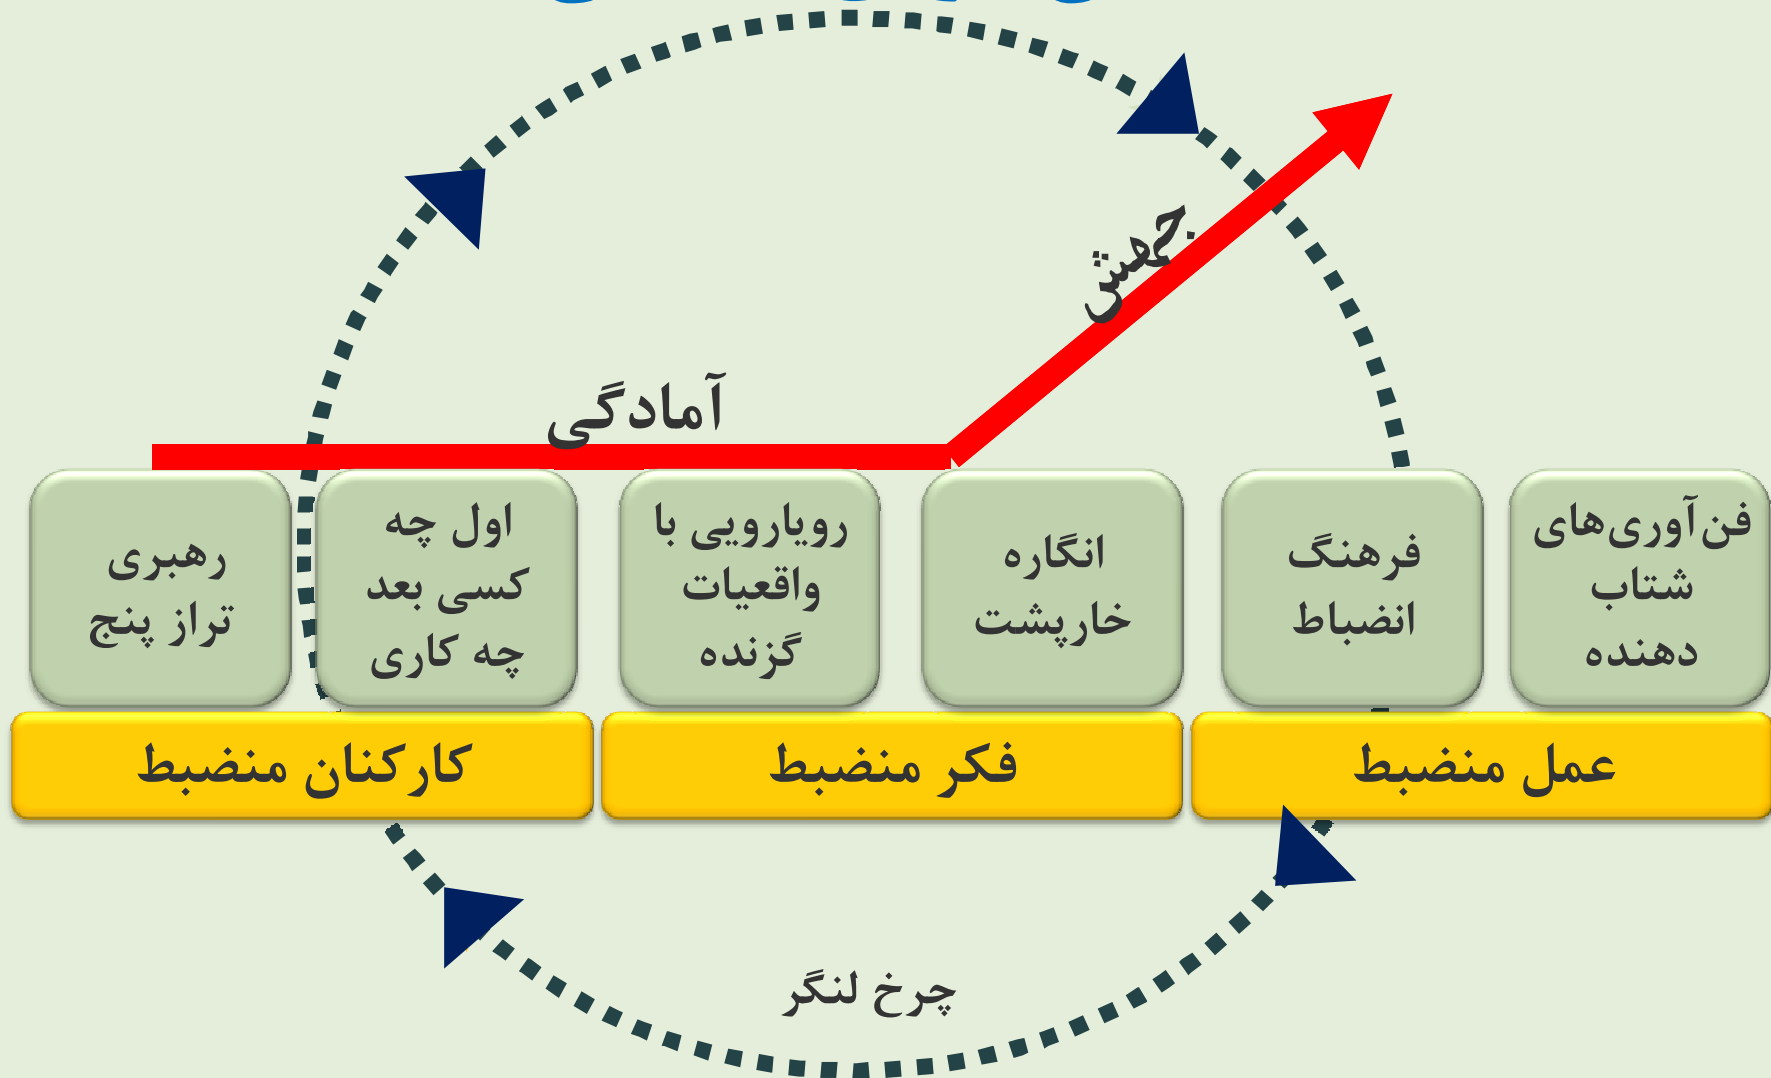 جهش
آمادگی
فن‌آوری‌های
شتاب
دهنده
فرهنگ
انضباط
انگاره
خارپشت
رویارویی با
واقعیات
گزنده
اول چه
کسی بعد
چه کاری
رهبری
تراز پنج
عمل منضبط
فکر منضبط
کارکنان منضبط
چرخ لنگر